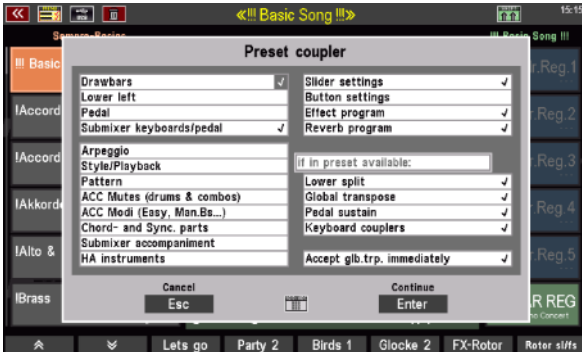 «!!! Basic Song !!!»
15:15
!!! Basic Song !!!
!!! Basic
r.Reg.1
!Accord
r.Reg.2
!Accord
r.Reg.3
!Akkord
r.Reg.4
!Alto &
r.Reg.5
!Brass
R REG
Concert
Preset coupler
Drawbars
Lower left
Pedal
Submixer keyboards/pedal
Arpeggio
Style/Playback
Pattern
ACC Mutes (drums & combos)
ACC Modi (Easy, Man.Bs...)
Chord- and Sync. parts
Submixer accompaniment
HA instruments
Slider settings
Button settings
Effect program
Reverb program
if in preset available:
Lower split
Global transpose
Pedal sustain
Keyboard couplers
Accept glb.trp. immediately
Cancel
Esc
Continue
Enter
Lets go
Party 2
Birds 1
Glocke 2
FX-Rotor
Rotor sl/fs